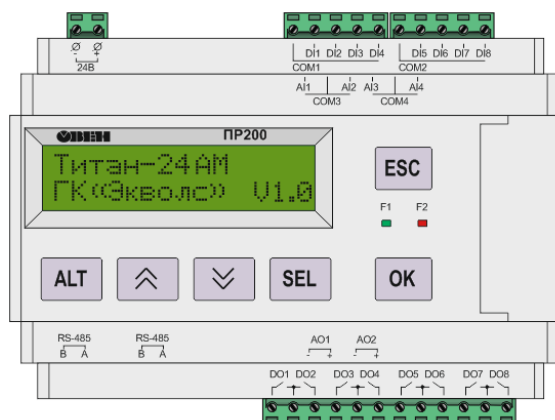 - +
24В
DI1 DI2 DI3 DI4 DI5 DI6 DI7 DI8
COM1 COM2
AI1 AI2 AI3 AI4
COM3 COM4
ОВЕН ПР200
Титан-24АМ
ГК«Экволс» V1.0
ESC
F1 F2
ALT SEL OK
RS-485 RS-485 AO1 AO2
B A B A - + - +
DO1 DO2 DO3 DO4 DO5 DO6 DO7 DO8